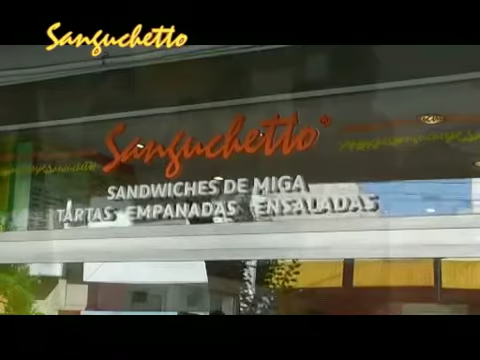 Sanguchetto
Sanguchetto®
SANDWICHES DE MIGA
TARTAS EMPANADAS ENSALADAS